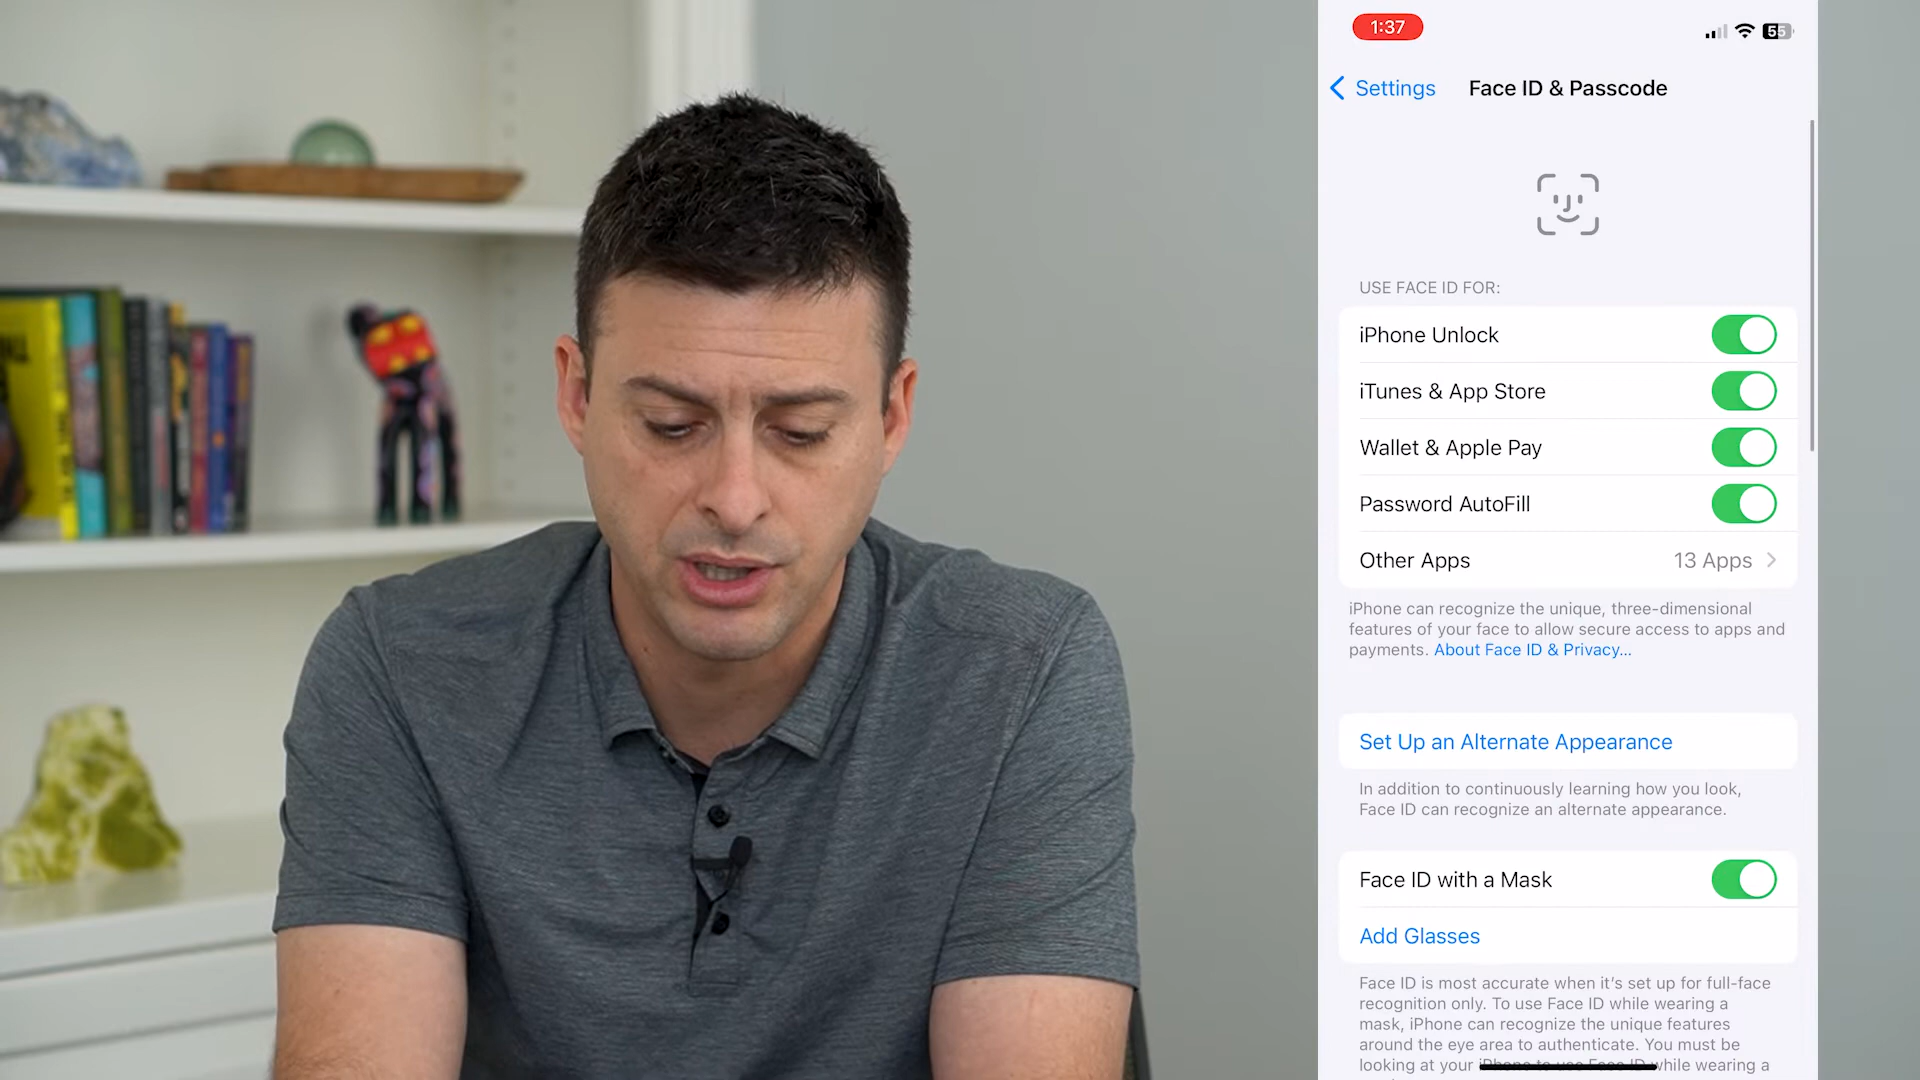 1:37
55
Settings
Face ID & Passcode
USE FACE ID FOR:
iPhone Unlock
iTunes & App Store
Wallet & Apple Pay
Password AutoFill
Other Apps 13 Apps
iPhone can recognize the unique, three-dimensional
features of your face to allow secure access to apps and
payments. About Face ID & Privacy...
Set Up an Alternate Appearance
In addition to continuously learning how you look,
Face ID can recognize an alternate appearance.
Face ID with a Mask
Add Glasses
Face ID is most accurate when it's set up for full-face
recognition only. To use Face ID while wearing a
mask, iPhone can recognize the unique features
around the eye area to authenticate. You must be
looking at your iPhone to use Face ID while wearing a